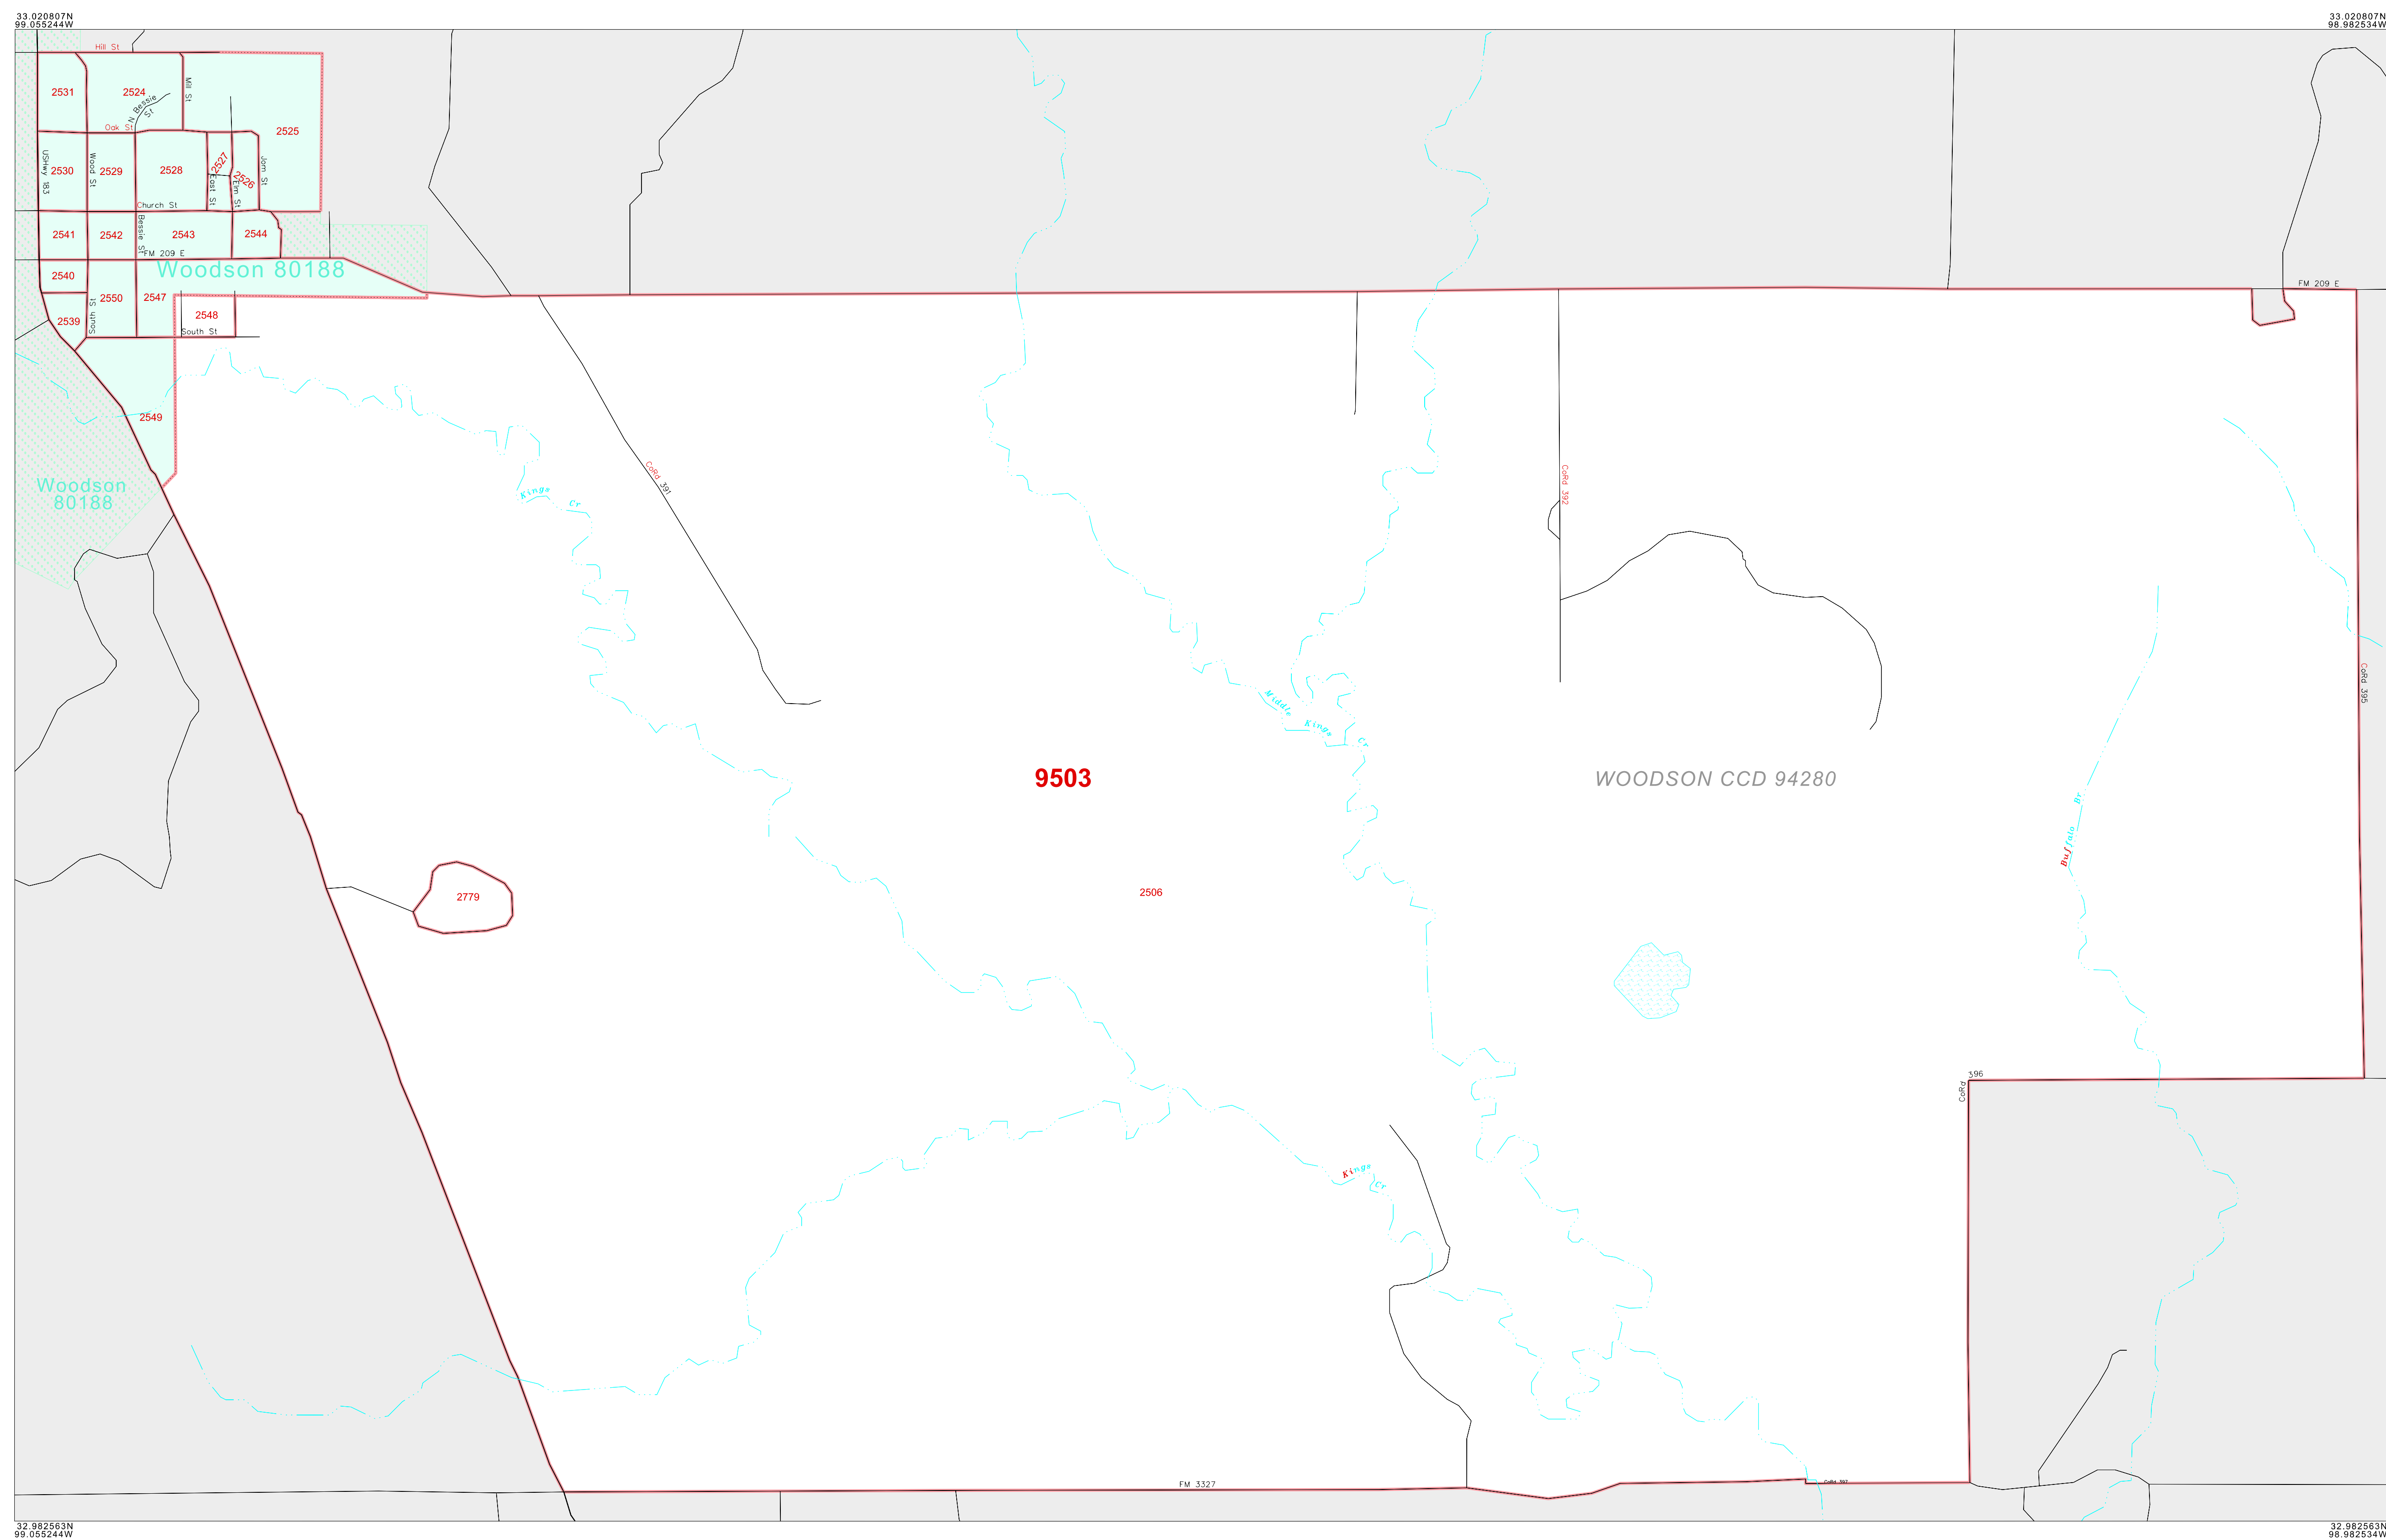 33.020807N
99.055244W
33.020807N
98.982534W
Hill St
2531
2524
Mill St
N Bessie
St
2525
Oak St
USHwy 183
2530
Wood St
2529
2528
2527
East St
2526
Elm St
Jon St
Church St
2541
2542
Bessie St
2543
2544
FM 209 E
Woodson 80188
2540
2550
2547
2539
South St
2548
South St
FM 209 E
2549
Woodson
80188
CoRd 391
Kings Cr
CoRd 392
CoRd 395
Middle Kings Cr
9503
WOODSON CCD 94280
Buffalo Br
2779
2506
CoRd 396
Kings Cr
FM 3327
CoRd 397
32.982563N
99.055244W
32.982563N
98.982534W